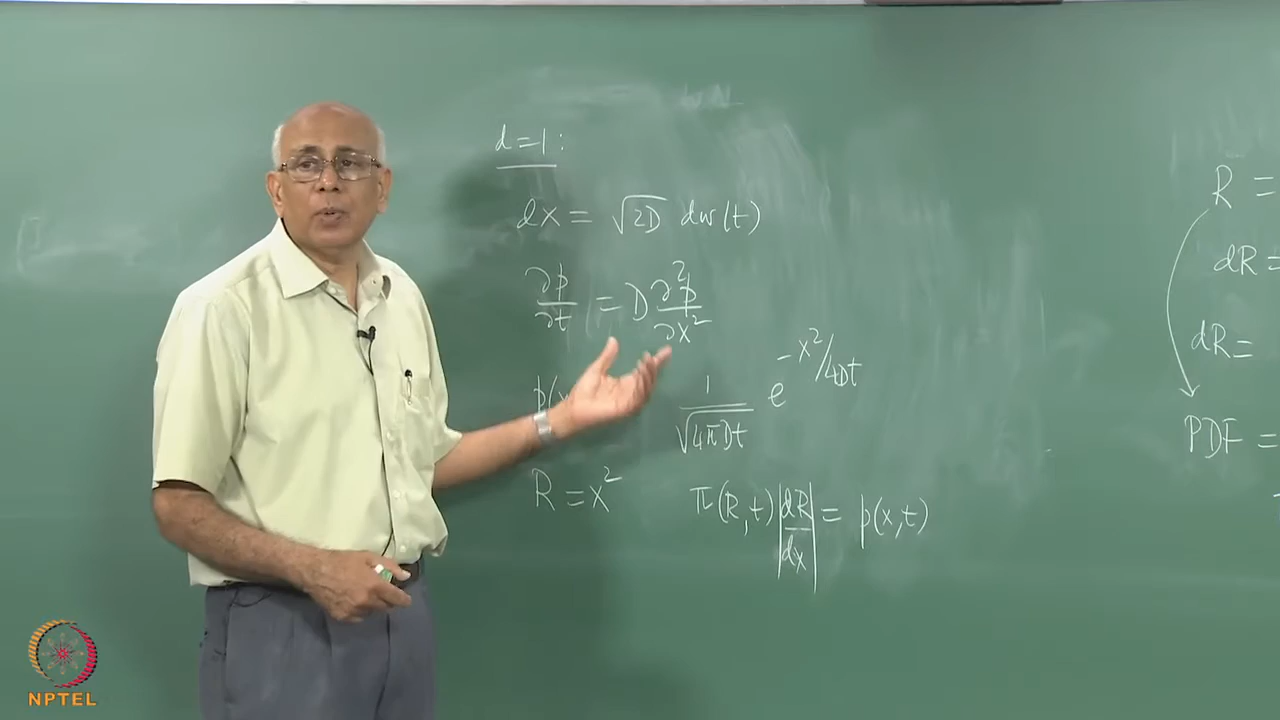 d=1:
dx = √2D dw(t)
∂p/∂t = D ∂²p/∂x²
p(x 1/√4πDt e^{-x²/4Dt}
R = x²
π(R,t)|dR/dx| = p(x,t)
R =
dR =
dR =
PDF =
NPTEL